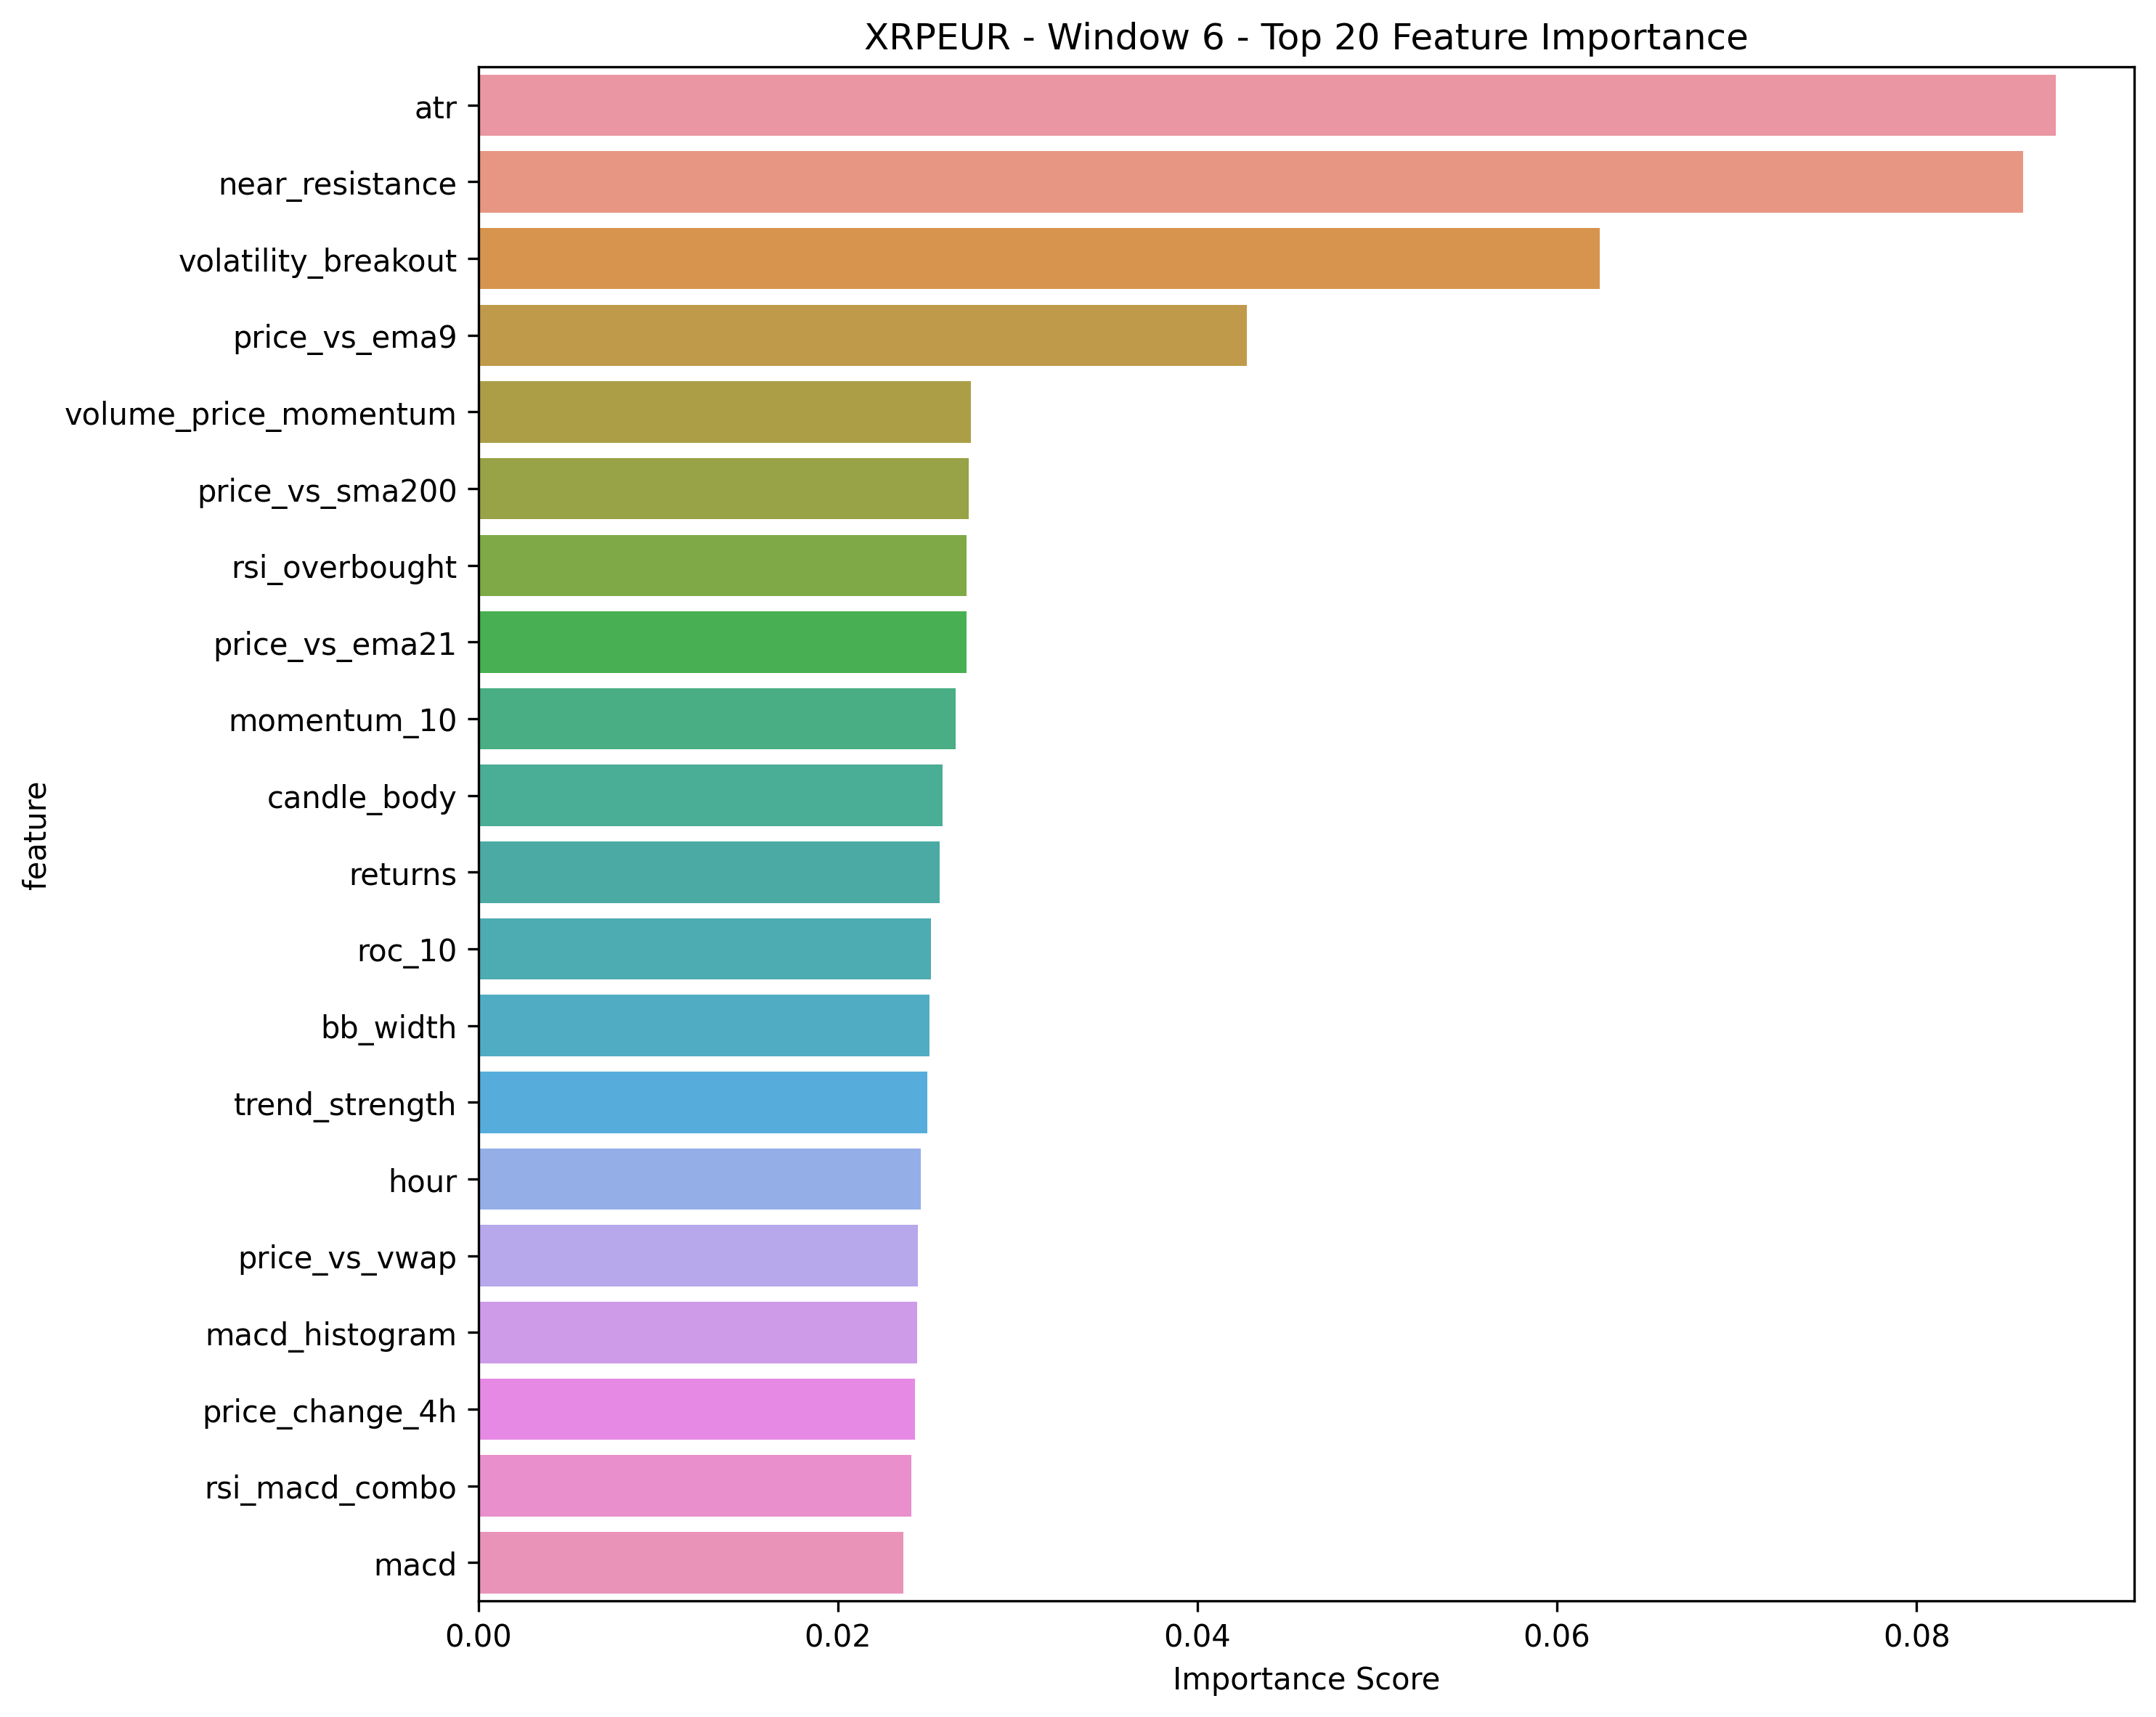 XRPEUR - Window 6 - Top 20 Feature Importance
atr
near_resistance
volatility_breakout
price_vs_ema9
volume_price_momentum
price_vs_sma200
rsi_overbought
price_vs_ema21
momentum_10
candle_body
returns
roc_10
bb_width
trend_strength
hour
price_vs_vwap
macd_histogram
price_change_4h
rsi_macd_combo
macd
feature
0.00 0.02 0.04 0.06 0.08
Importance Score